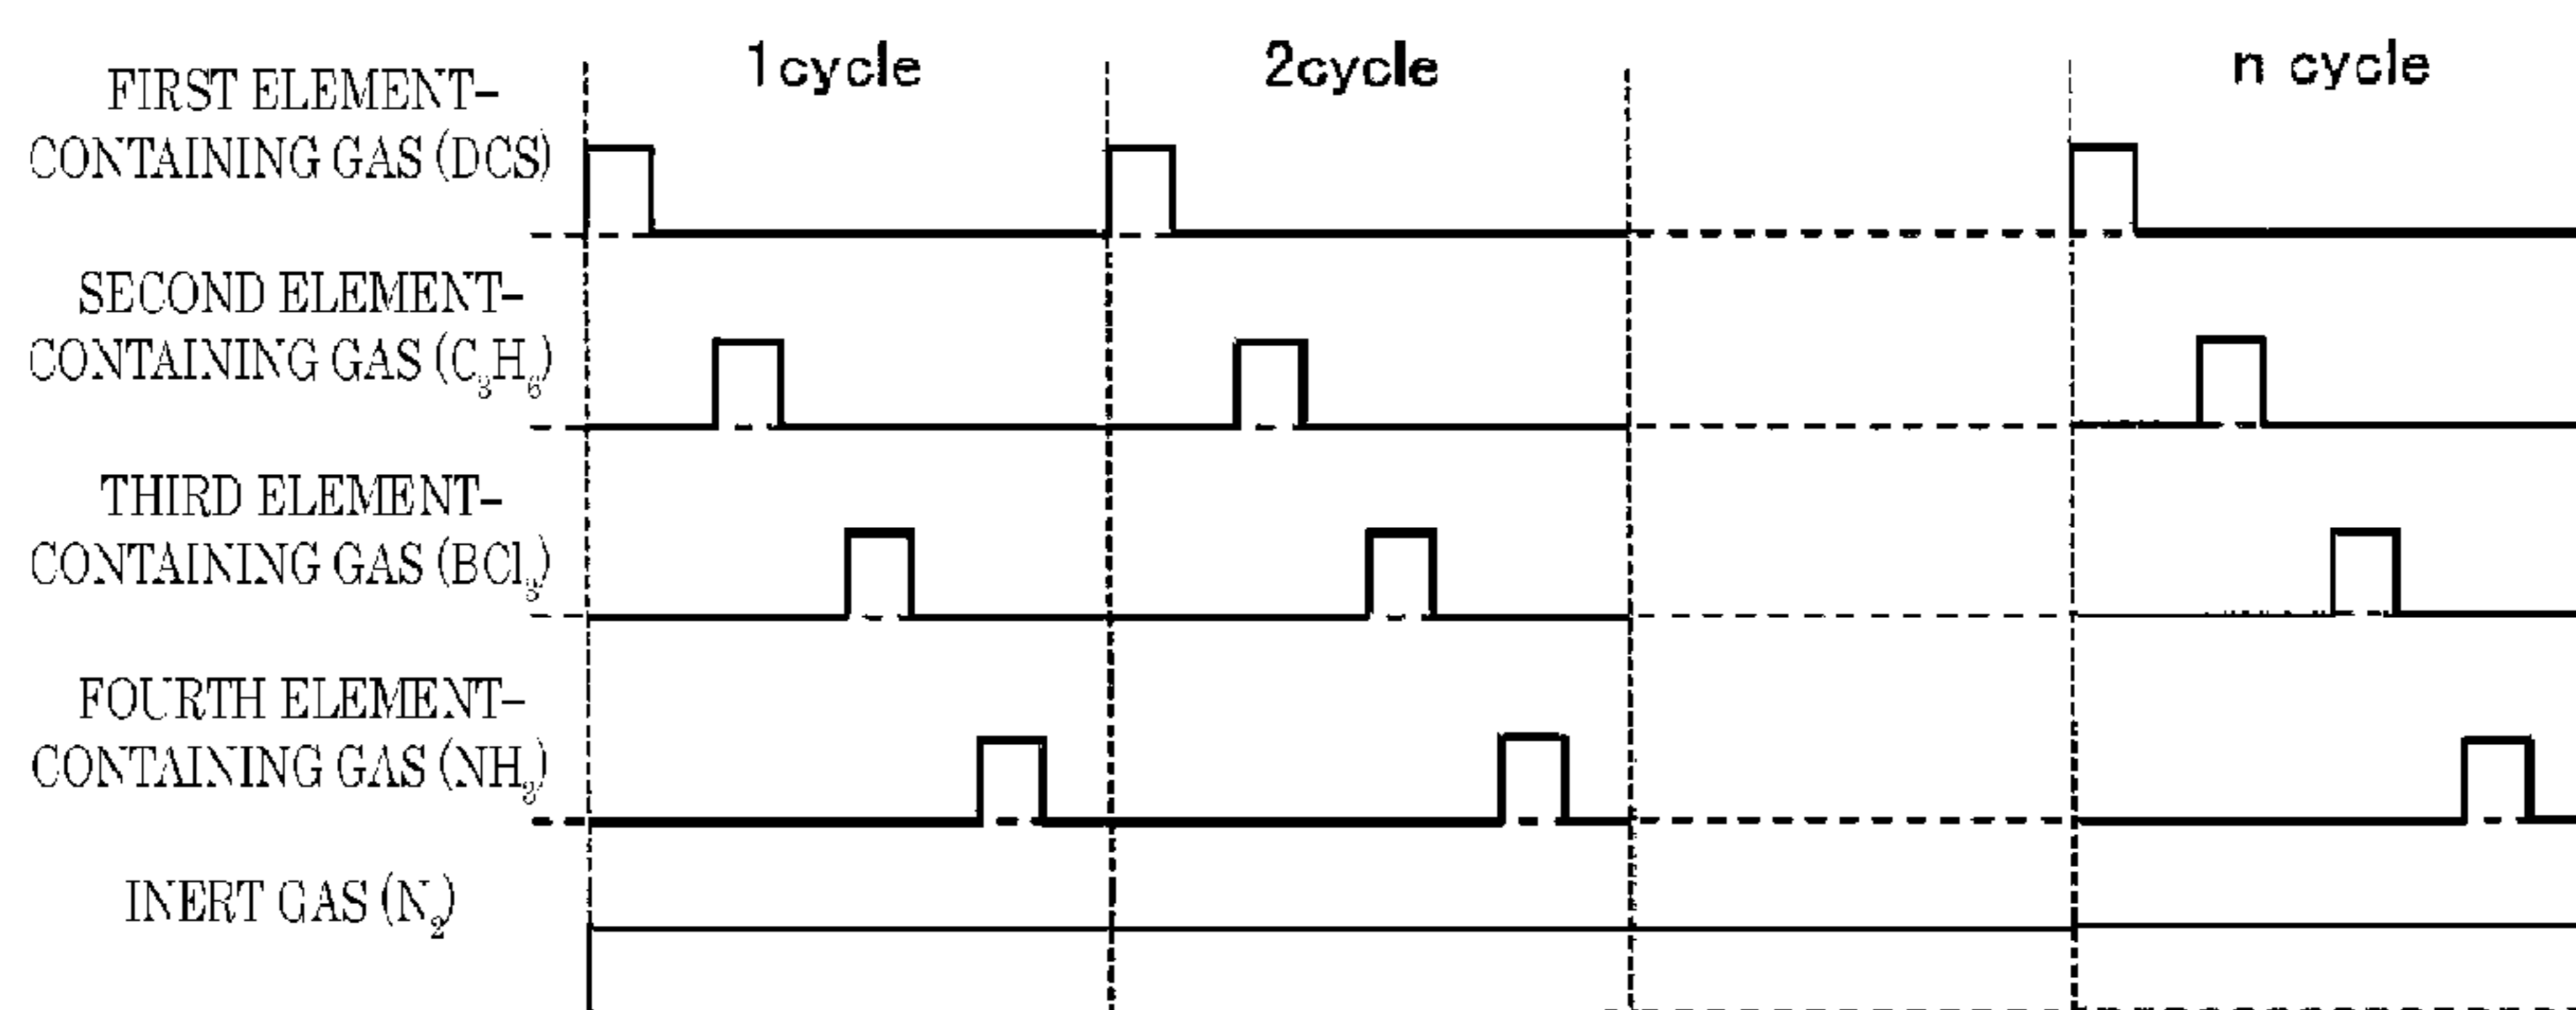 1cycle 2cycle n cycle
FIRST ELEMENT–
CONTAINING GAS (DCS)
SECOND ELEMENT–
CONTAINING GAS (C₃H₆)
THIRD ELEMENT–
CONTAINING GAS (BCl₃)
FOURTH ELEMENT–
CONTAINING GAS (NH₃)
INERT GAS (N₂)